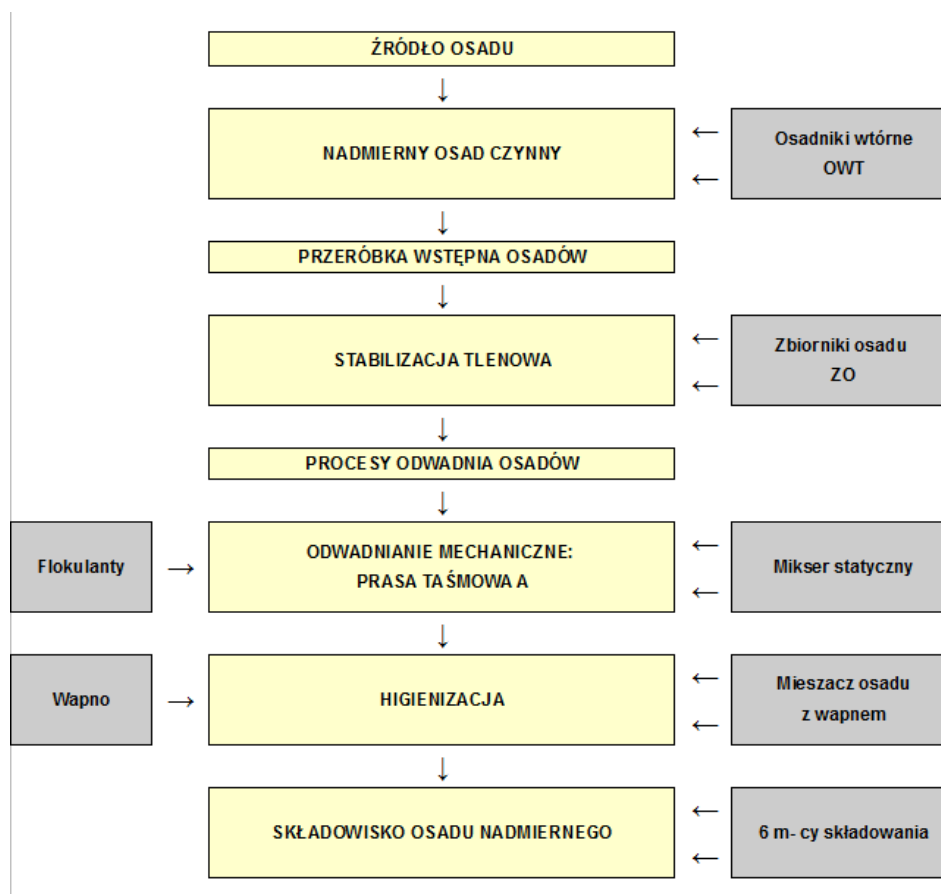 ŹRÓDŁO OSADU
NADMIERNY OSAD CZYNNY
Osadniki wtórne
OWT
PRZERÓBKA WSTĘPNA OSADÓW
STABILIZACJA TLENOWA
Zbiorniki osadu
ZO
PROCESY ODWADNIA OSADÓW
Flokulanty
ODWADNIANIE MECHANICZNE:
PRASA TAŚMOWA A
Mikser statyczny
Wapno
HIGIENIZACJA
Mieszacz osadu
z wapnem
SKŁADOWISKO OSADU NADMIERNEGO
6 m- cy składowania